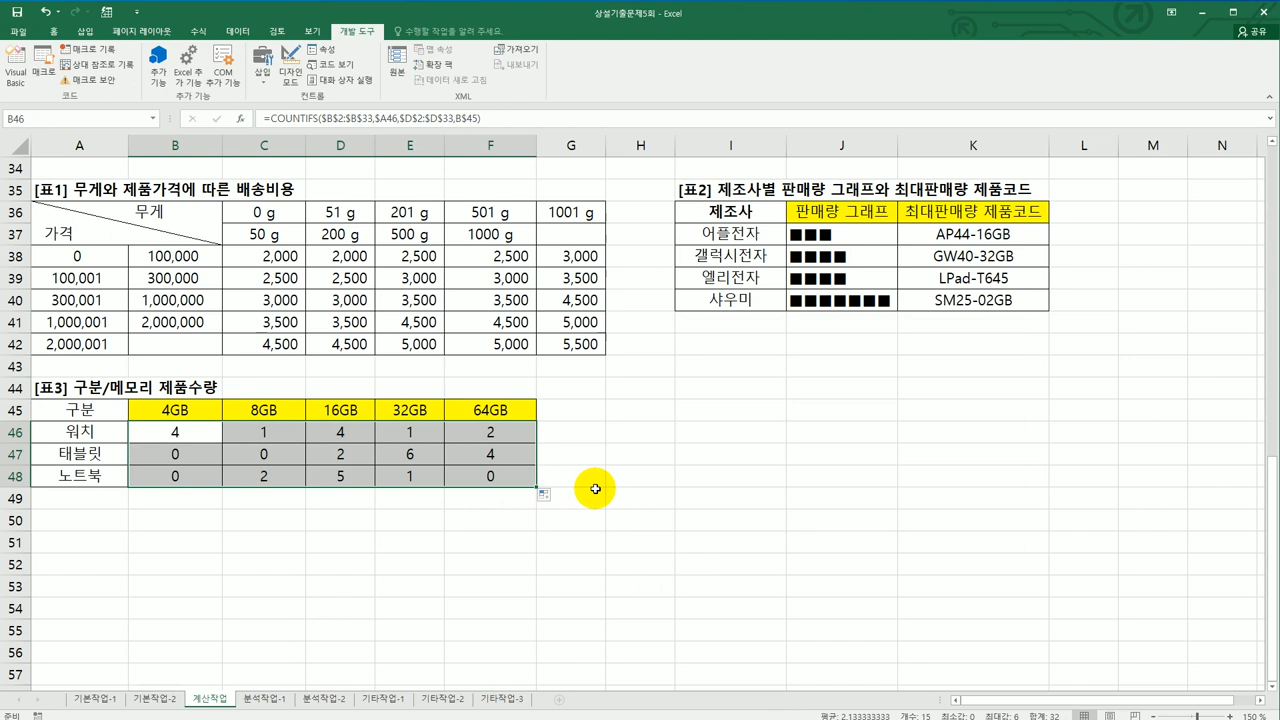 상설기출문제5회 - Excel
파일 홈 삽입 페이지 레이아웃 수식 데이터 검토 보기 개발 도구 수행할 작업을 알려 주세요. 공유
Visual Basic 매크로 매크로 기록 상대 참조로 기록 매크로 보안 추가 기능 Excel 추가 기능 COM 추가 기능 삽입 디자인 모드 속성 코드 보기 대화 상자 실행 원본 맵 속성 확장 팩 데이터 새로 고침 가져오기 내보내기
코드 추가 기능 컨트롤 XML
B46 fx =COUNTIFS($B$2:$B$33,$A46,$D$2:$D$33,B$45)
A B C D E F G H I J K L M N
34
35 [표1] 무게와 제품가격에 따른 배송비용 [표2] 제조사별 판매량 그래프와 최대판매량 제품코드
36 무게 0 g 51 g 201 g 501 g 1001 g 제조사 판매량 그래프 최대판매량 제품코드
37 가격 50 g 200 g 500 g 1000 g 어플전자 ■■■ AP44-16GB
38 0 100,000 2,000 2,000 2,500 2,500 3,000 갤럭시전자 ■■■■ GW40-32GB
39 100,001 300,000 2,500 2,500 3,000 3,000 3,500 엘리전자 ■■■■ LPad-T645
40 300,001 1,000,000 3,000 3,000 3,500 3,500 4,500 샤우미 ■■■■■■■ SM25-02GB
41 1,000,001 2,000,000 3,500 3,500 4,500 4,500 5,000
42 2,000,001 4,500 4,500 5,000 5,000 5,500
43
44 [표3] 구분/메모리 제품수량
45 구분 4GB 8GB 16GB 32GB 64GB
46 워치 4 1 4 1 2
47 태블릿 0 0 2 6 4
48 노트북 0 2 5 1 0
49
50
51
52
53
54
55
56
57
기본작업-1 기본작업-2 계산작업 분석작업-1 분석작업-2 기타작업-1 기타작업-2 기타작업-3
준비 평균: 2.133333333 개수: 15 최소값: 0 최대값: 6 합계: 32 150 %